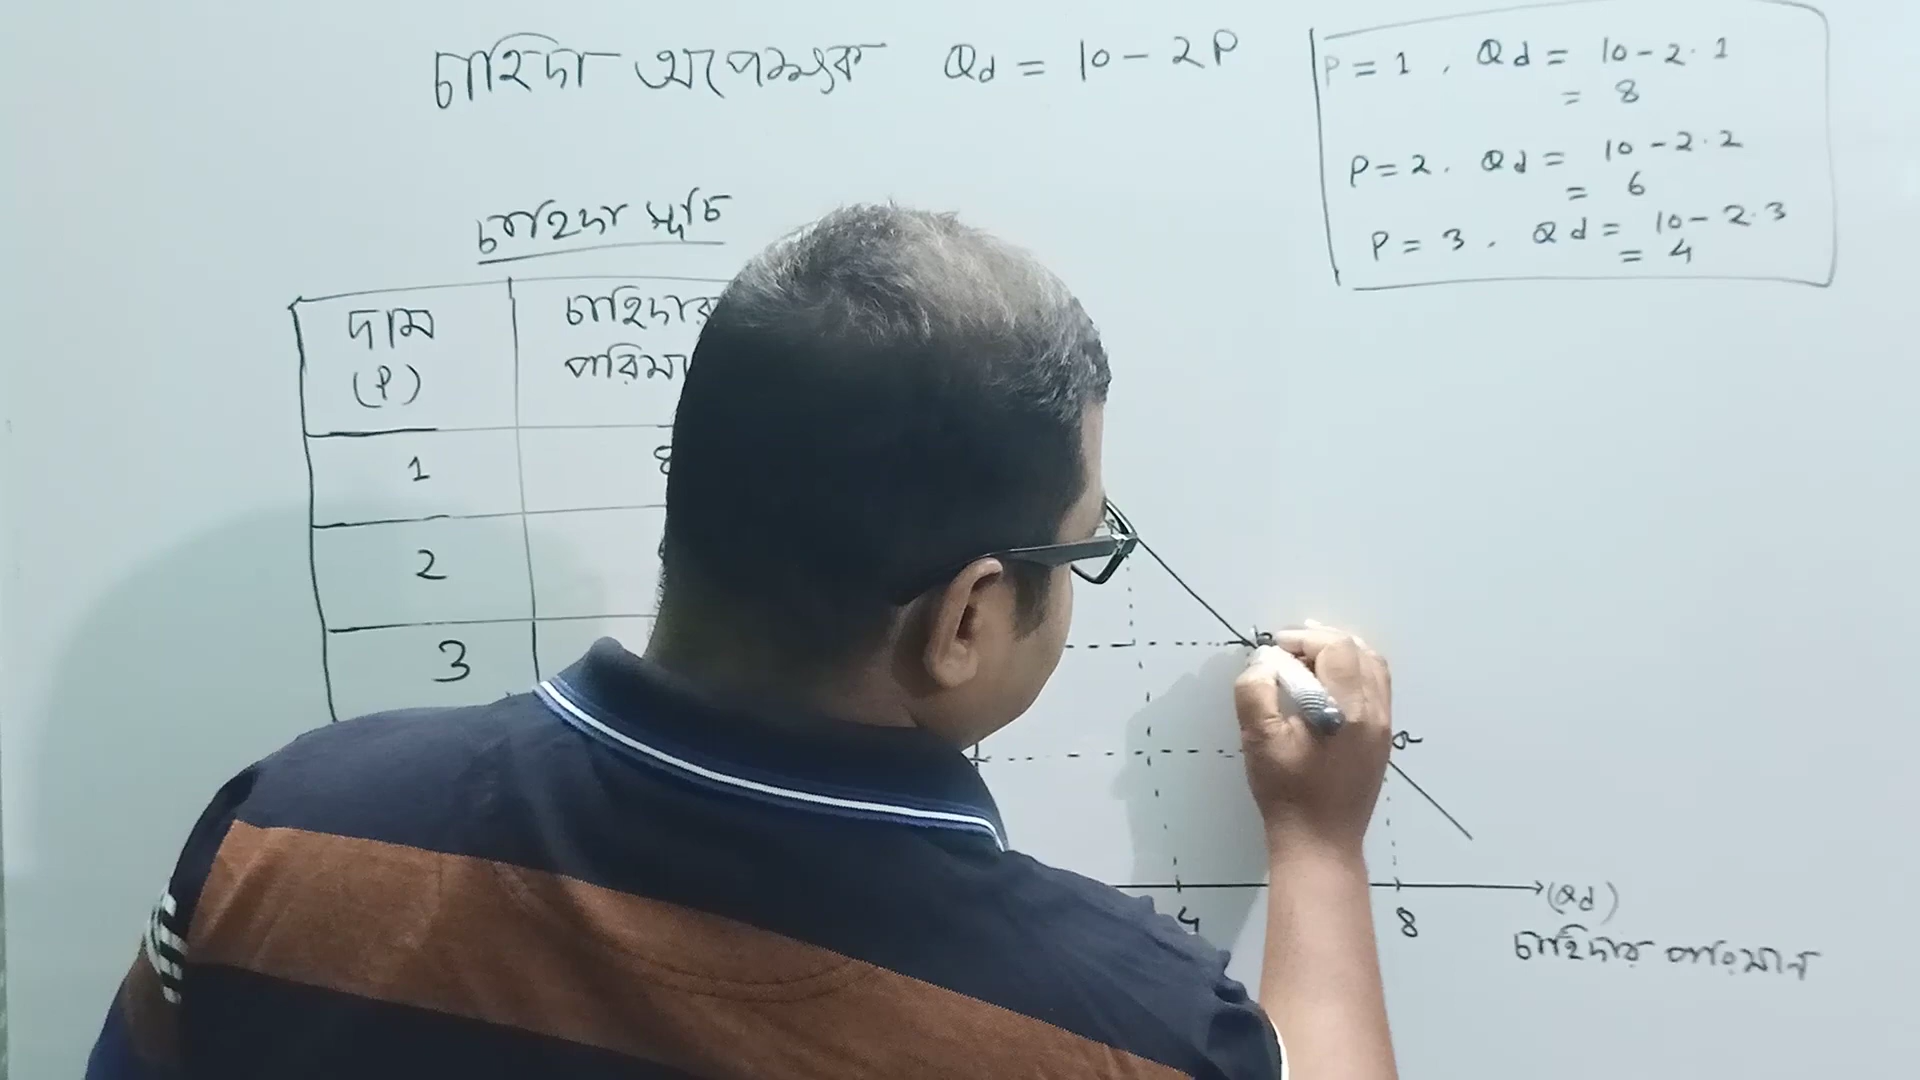 চাহিদা অপেক্ষক Qd = 10 - 2P
P = 1 , Qd = 10 - 2 · 1
= 8
P = 2 . Qd = 10 - 2 · 2
= 6
P = 3 . Qd = 10 - 2 · 3
= 4
চাহিদা সূচি
দাম
(P)
চাহিদার
1
8
2
3
b
a
4
8
(Qd)
চাহিদার পরিমান